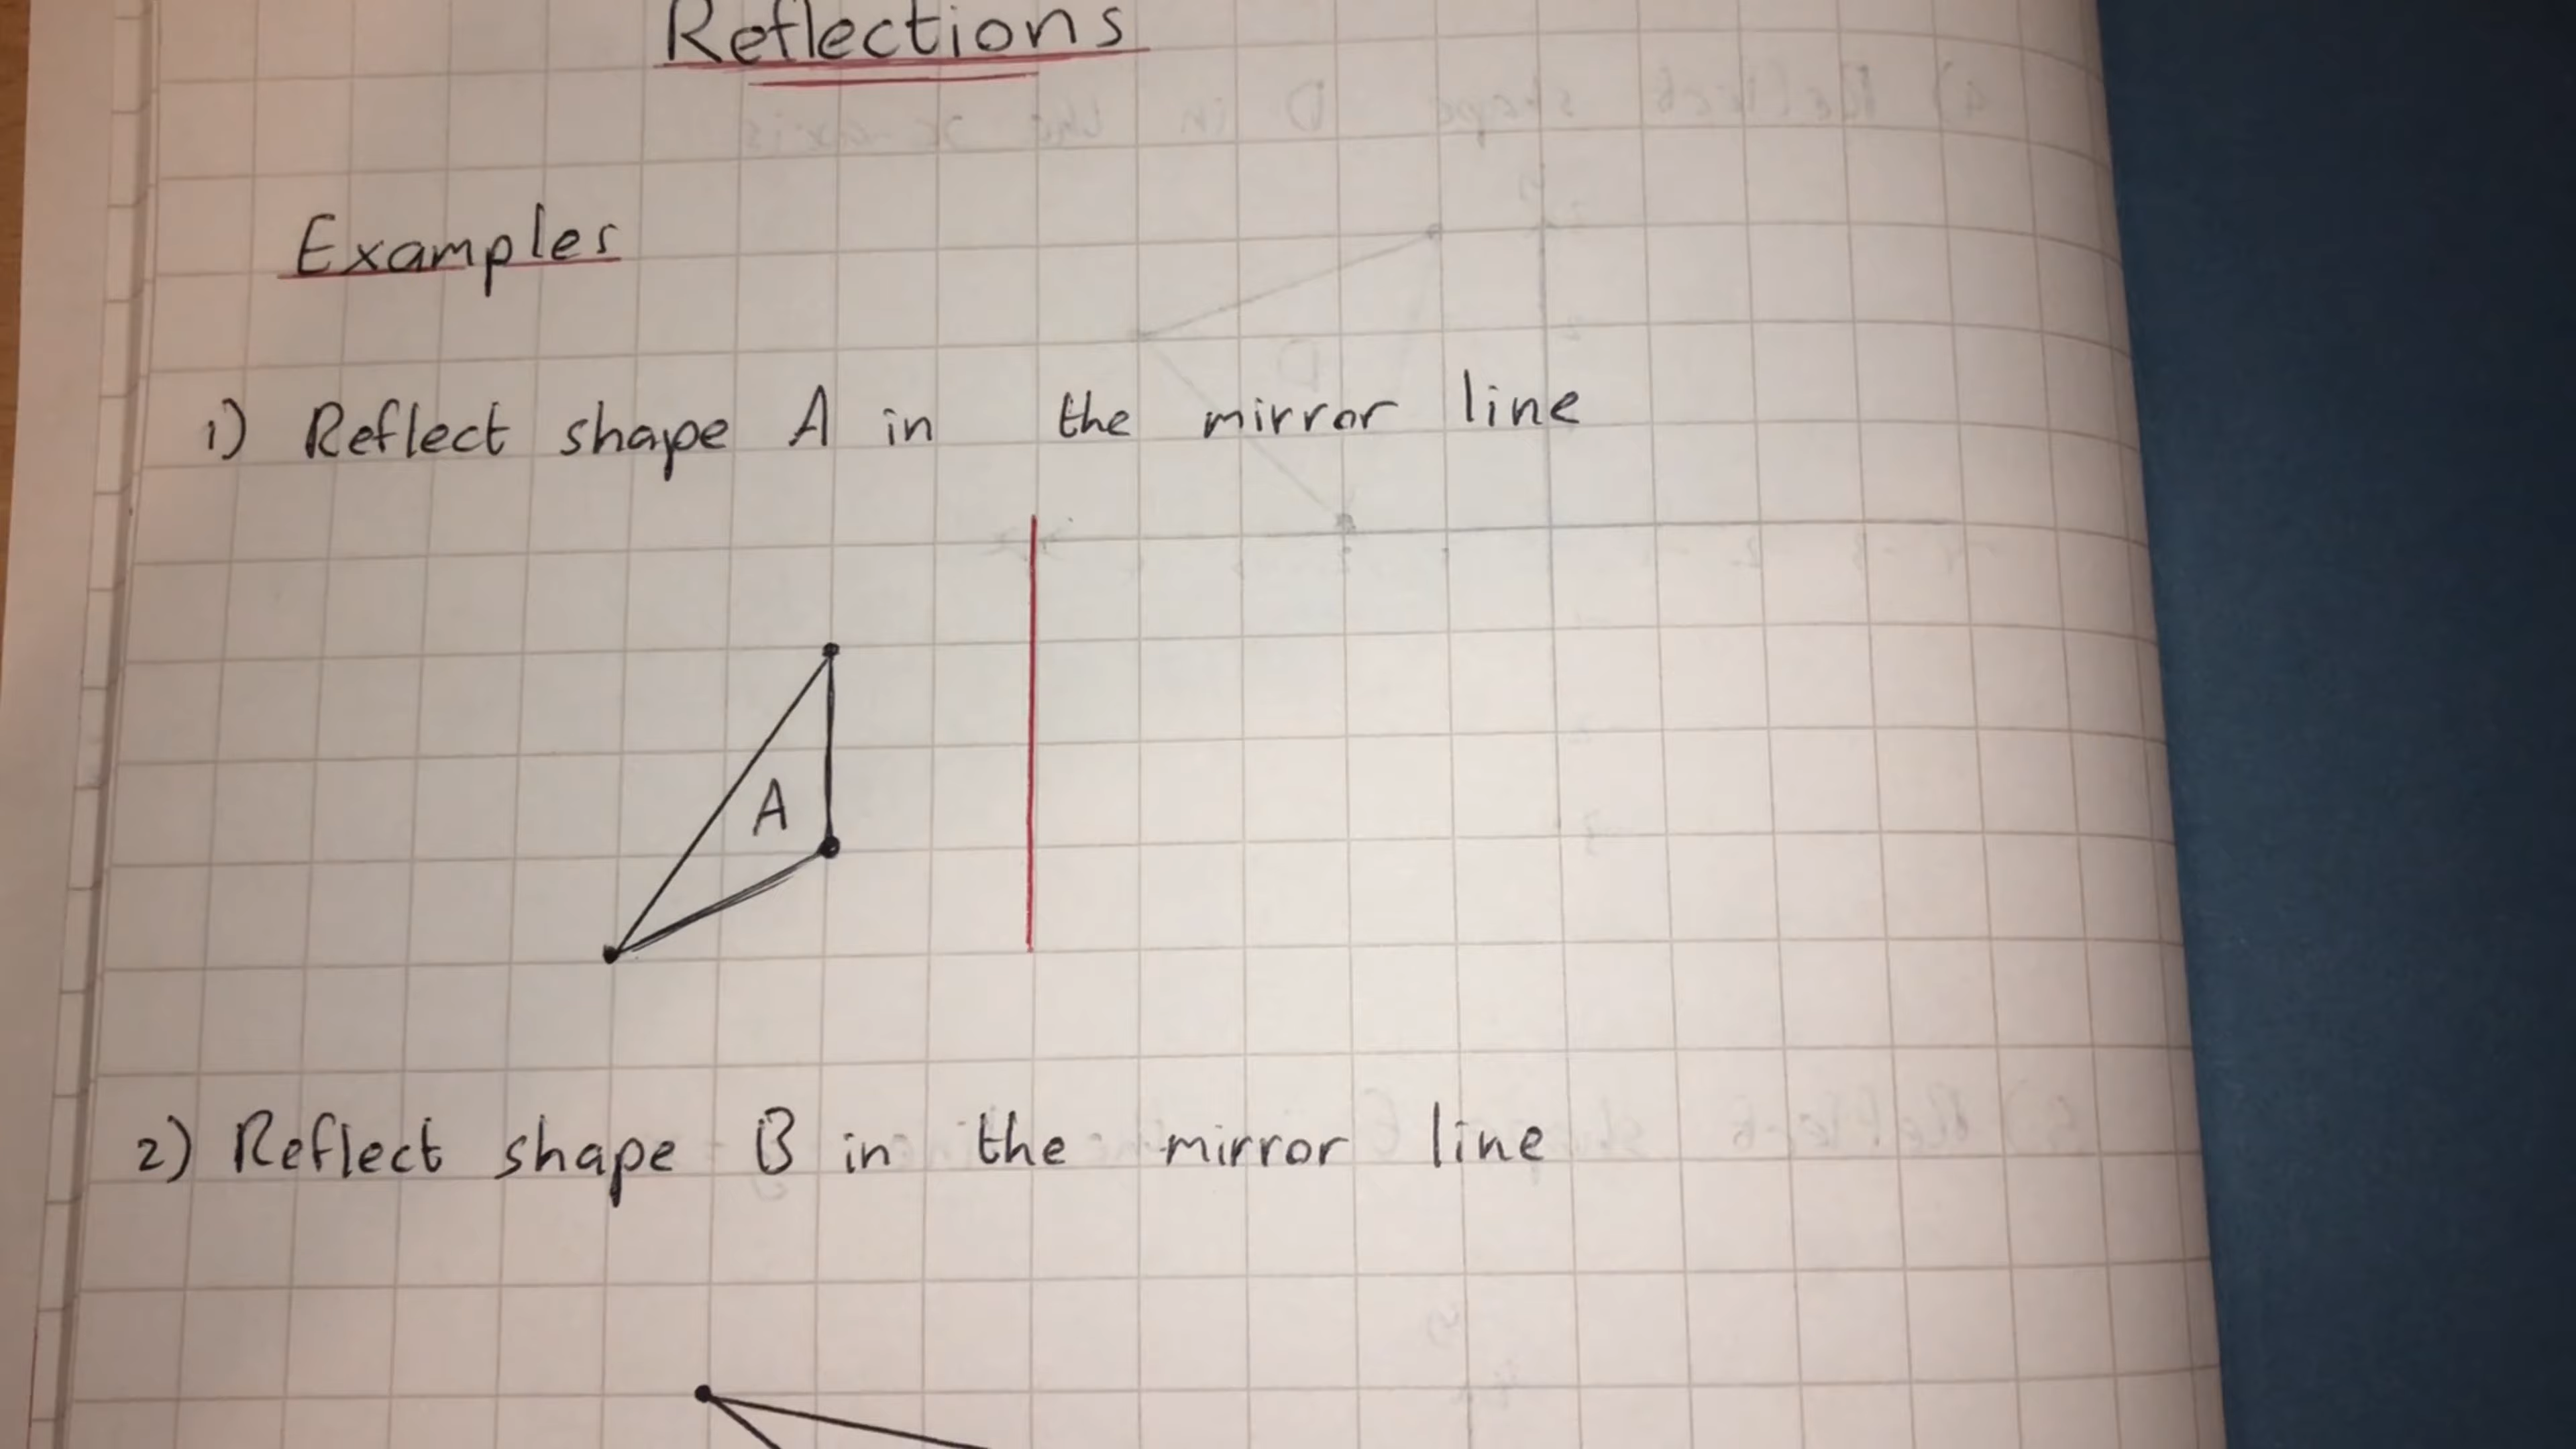 Reflections
Examples
1) Reflect shape A in the mirror line
A
2) Reflect shape B in the mirror line